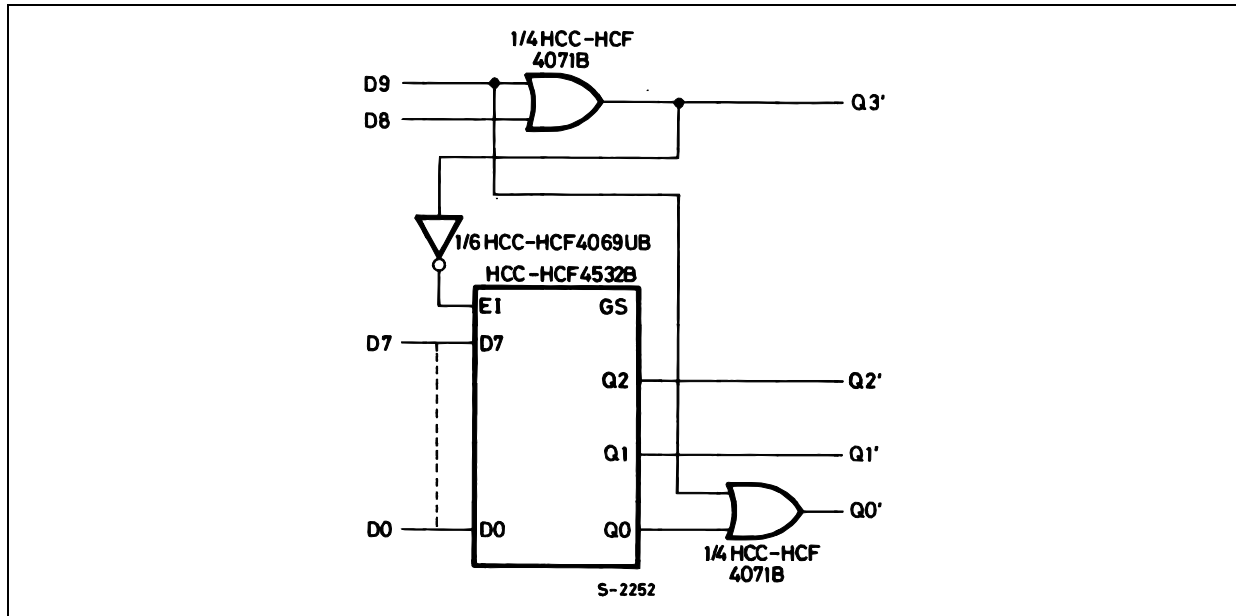 1/4 HCC-HCF
4071B
D9
D8
Q3'
1/6 HCC-HCF4069UB
HCC-HCF4532B
EI
GS
D7
D7
Q2
Q2'
Q1
Q1'
D0
D0
Q0
Q0'
1/4 HCC-HCF
4071B
S-2252